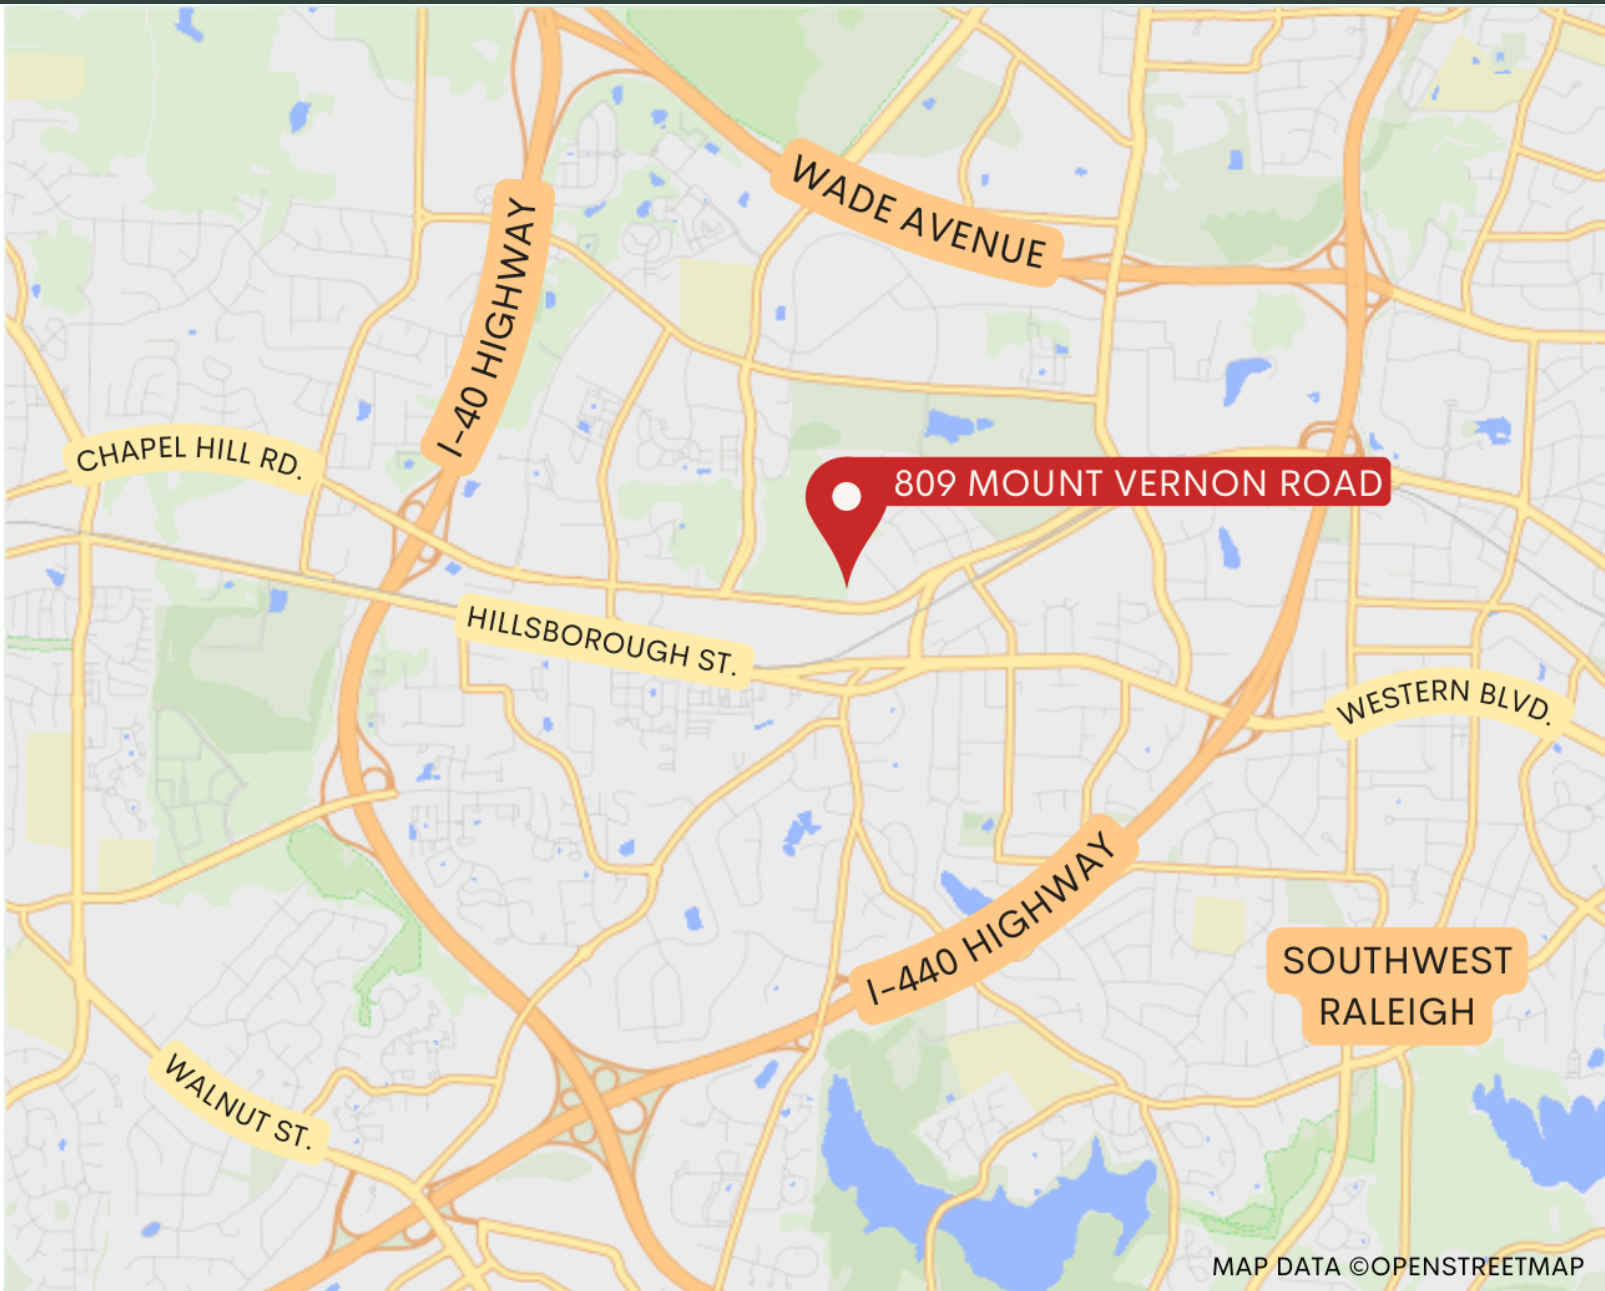 WADE AVENUE
I-40 HIGHWAY
CHAPEL HILL RD.
809 MOUNT VERNON ROAD
HILLSBOROUGH ST.
WESTERN BLVD.
I-440 HIGHWAY
SOUTHWEST
RALEIGH
WALNUT ST.
MAP DATA ©OPENSTREETMAP